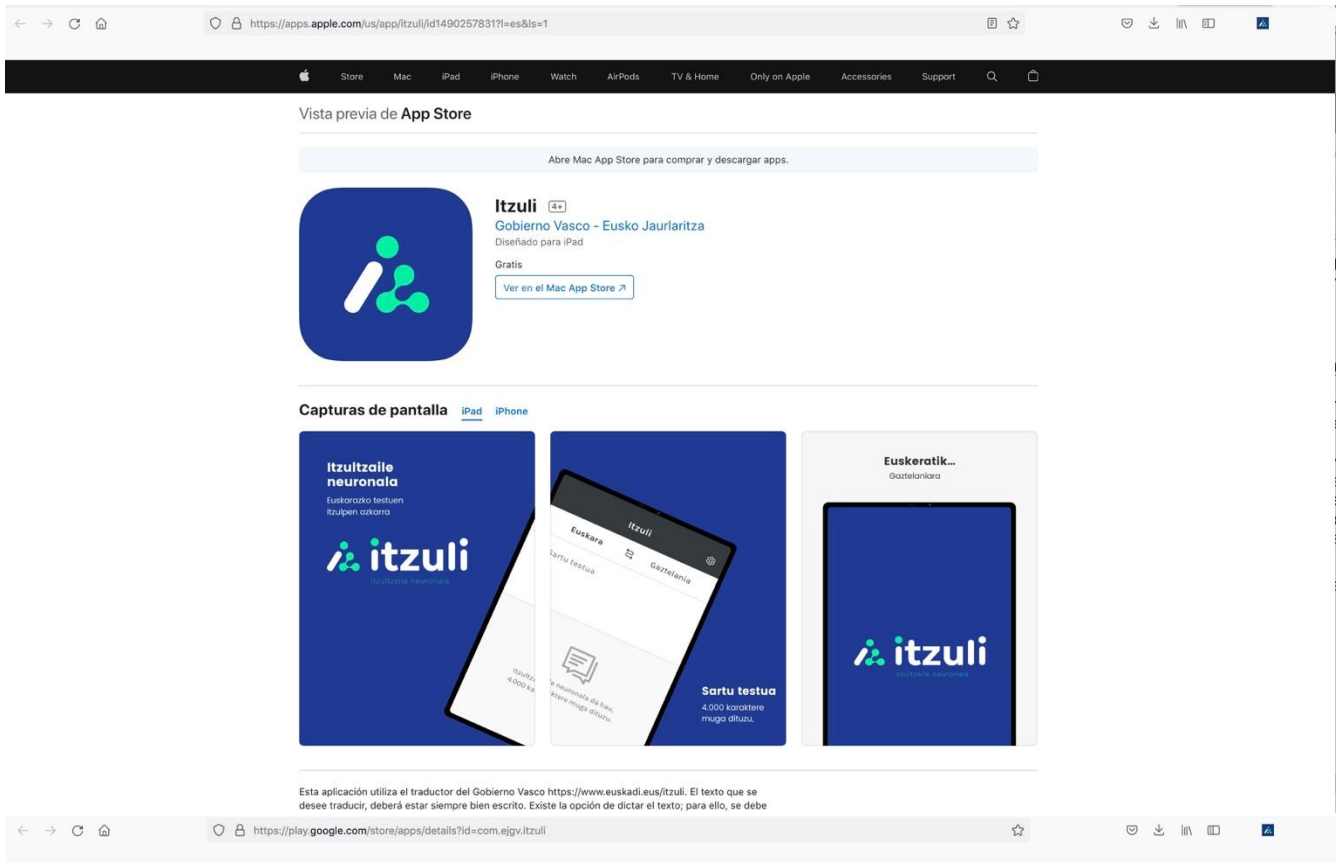 https://apps.apple.com/us/app/itzuli/id1490257831?l=es&ls=1
Store Mac iPad iPhone Watch AirPods TV & Home Only on Apple Accessories Support
Vista previa de App Store
Abre Mac App Store para comprar y descargar apps.
Itzuli 4+
Gobierno Vasco - Eusko Jaurlaritza
Diseñado para iPad
Gratis
Ver en el Mac App Store ↗
Capturas de pantalla iPad iPhone
Itzultzaile
neuronala
Euskarazko testuen
itzulpen azkarra
itzuli
itzultzaile neuronala
Itzuli
Euskara Gaztelania
Sartu testua
neuronala da hau,
muga dituzu.
Sartu testua
4.000 karaktere
muga dituzu,
Euskeratik...
Gaztelaniara
itzuli
itzultzaile neuronala
Esta aplicación utiliza el traductor del Gobierno Vasco https://www.euskadi.eus/itzuli. El texto que se
desee traducir, deberá estar siempre bien escrito. Existe la opción de dictar el texto; para ello, se debe
https://play.google.com/store/apps/details?id=com.ejgv.itzuli